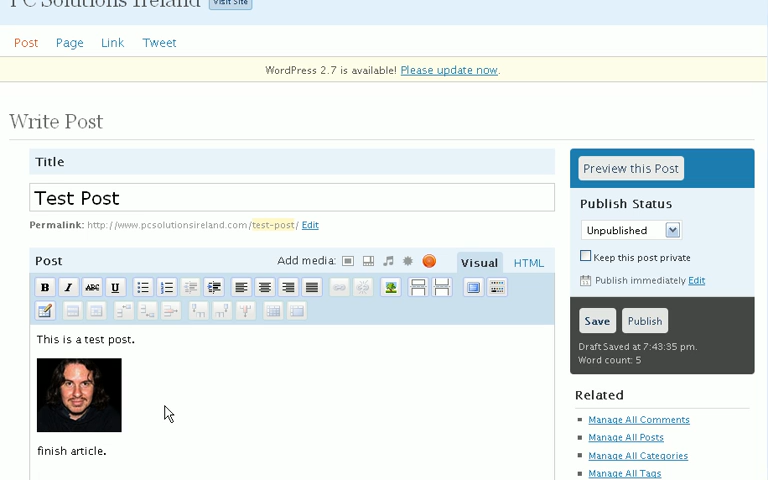 PC Solutions Ireland Visit Site
Post Page Link Tweet
WordPress 2.7 is available! Please update now.
Write Post
Title
Test Post
Permalink: http://www.pcsolutionsireland.com/test-post/ Edit
Post Add media: Visual HTML
B I ABC U
This is a test post.
finish article.
Preview this Post
Publish Status
Unpublished
Keep this post private
Publish immediately Edit
Save Publish
Draft Saved at 7:43:35 pm.
Word count: 5
Related
Manage All Comments
Manage All Posts
Manage All Categories
Manage All Tags